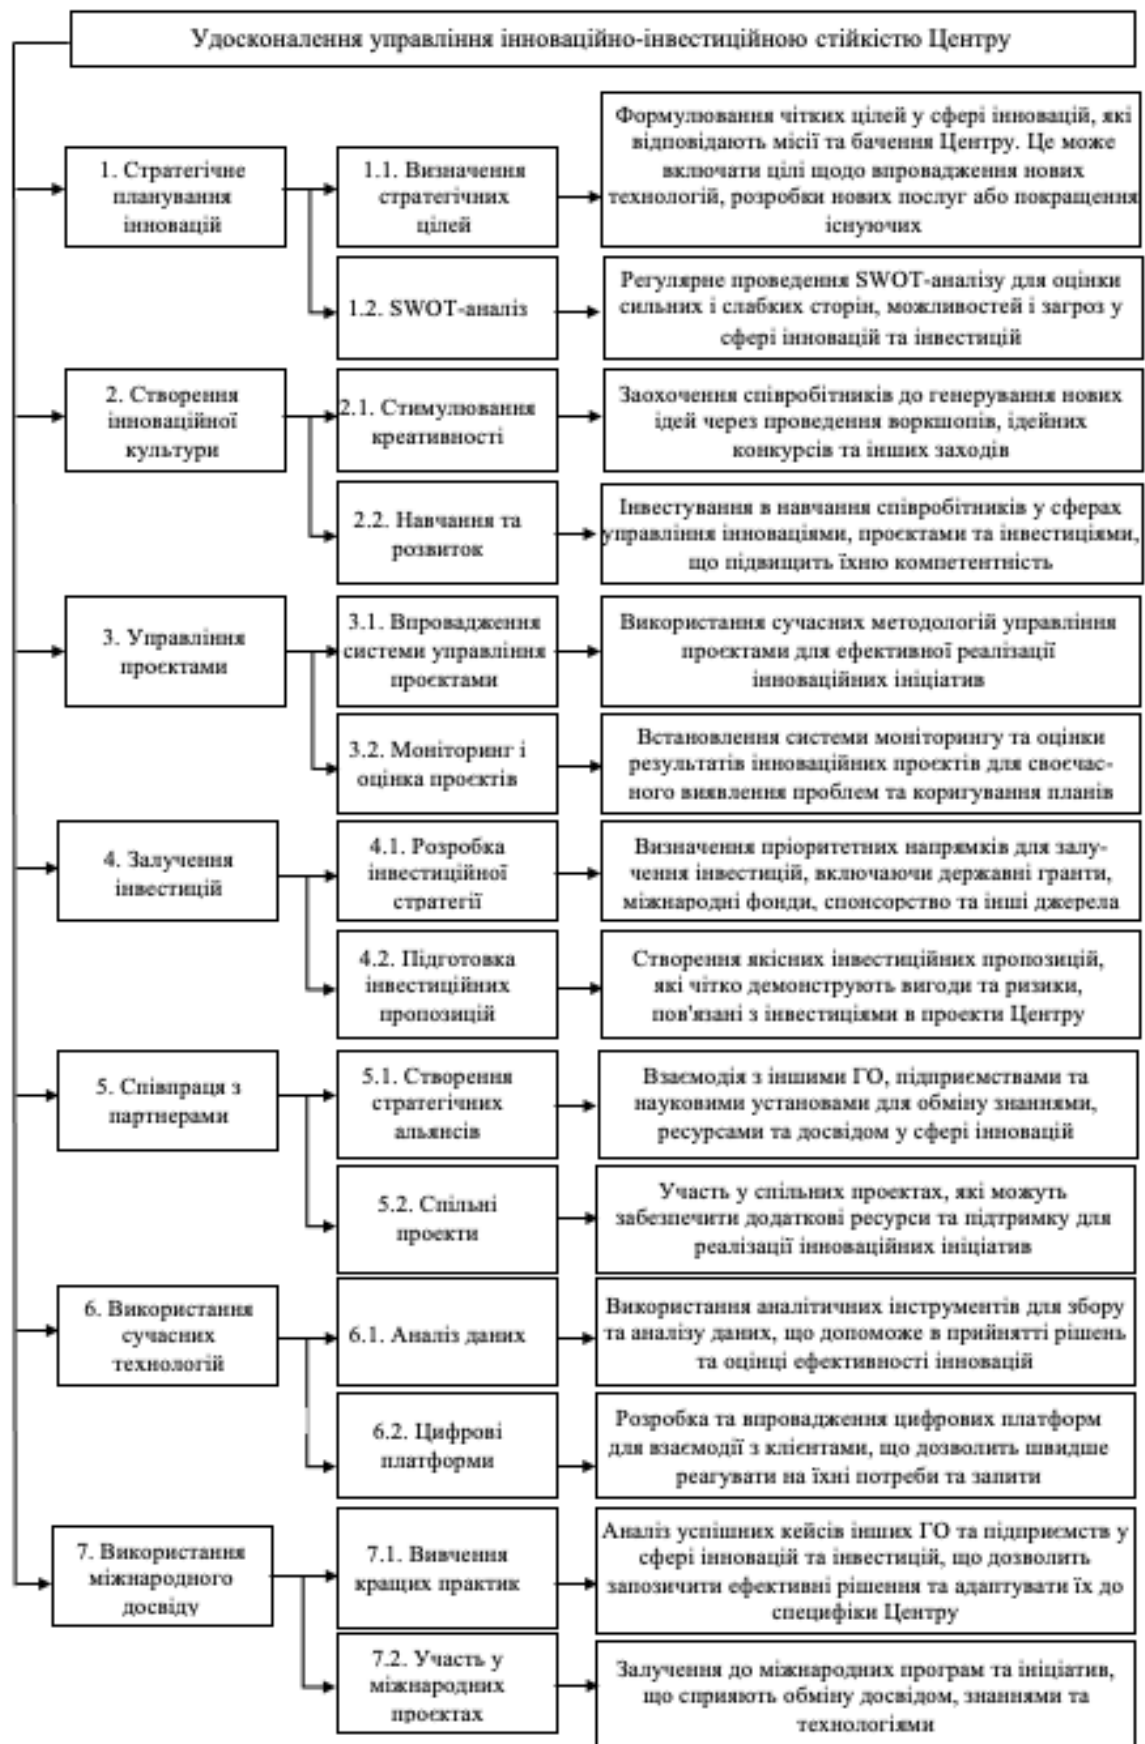 Удосконалення управління інноваційно-інвестиційною стійкістю Центру
1. Стратегічне
планування
інновацій
1.1. Визначення
стратегічних
цілей
Формулювання чітких цілей у сфері інновацій, які
відповідають місії та бачення Центру. Це може
включати цілі щодо впровадження нових
технологій, розробки нових послуг або покращення
існуючих
1.2. SWOT-аналіз
Регулярне проведення SWOT-аналізу для оцінки
сильних і слабких сторін, можливостей і загроз у
сфері інновацій та інвестицій
2. Створення
інноваційної
культури
2.1. Стимулювання
креативності
Заохочення співробітників до генерування нових
ідей через проведення воркшопів, ідейних
конкурсів та інших заходів
2.2. Навчання та
розвиток
Інвестування в навчання співробітників у сферах
управління інноваціями, проєктами та інвестиціями,
що підвищить їхню компетентність
3. Управління
проєктами
3.1. Впровадження
системи управління
проєктами
Використання сучасних методологій управління
проєктами для ефективної реалізації
інноваційних ініціатив
3.2. Моніторинг і
оцінка проєктів
Встановлення системи моніторингу та оцінки
результатів інноваційних проєктів для своєчас-
ного виявлення проблем та коригування планів
4. Залучення
інвестицій
4.1. Розробка
інвестиційної
стратегії
Визначення пріоритетних напрямків для залу-
чення інвестицій, включаючи державні гранти,
міжнародні фонди, спонсорство та інші джерела
4.2. Підготовка
інвестиційних
пропозицій
Створення якісних інвестиційних пропозицій,
які чітко демонструють вигоди та ризики,
пов'язані з інвестиціями в проекти Центру
5. Співпраця з
партнерами
5.1. Створення
стратегічних
альянсів
Взаємодія з іншими ГО, підприємствами та
науковими установами для обміну знаннями,
ресурсами та досвідом у сфері інновацій
5.2. Спільні
проекти
Участь у спільних проектах, які можуть
забезпечити додаткові ресурси та підтримку для
реалізації інноваційних ініціатив
6. Використання
сучасних
технологій
6.1. Аналіз даних
Використання аналітичних інструментів для збору
та аналізу даних, що допоможе в прийнятті рішень
та оцінці ефективності інновацій
6.2. Цифрові
платформи
Розробка та впровадження цифрових платформ
для взаємодії з клієнтами, що дозволить швидше
реагувати на їхні потреби та запити
7. Використання
міжнародного
досвіду
7.1. Вивчення
кращих практик
Аналіз успішних кейсів інших ГО та підприємств у
сфері інновацій та інвестицій, що дозволить
запозичити ефективні рішення та адаптувати їх до
специфіки Центру
7.2. Участь у
міжнародних
проєктах
Залучення до міжнародних програм та ініціатив,
що сприяють обміну досвідом, знаннями та
технологіями